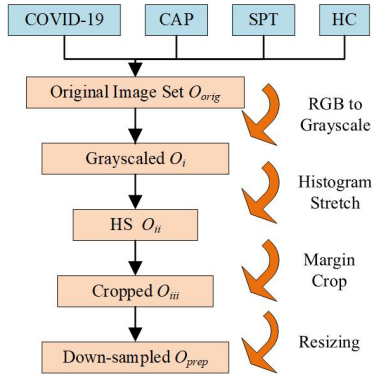 COVID-19 CAP SPT HC
Original Image Set Oorig
RGB to
Grayscale
Grayscaled Oi
Histogram
Stretch
HS Oii
Margin
Crop
Cropped Oiii
Resizing
Down-sampled Oprep